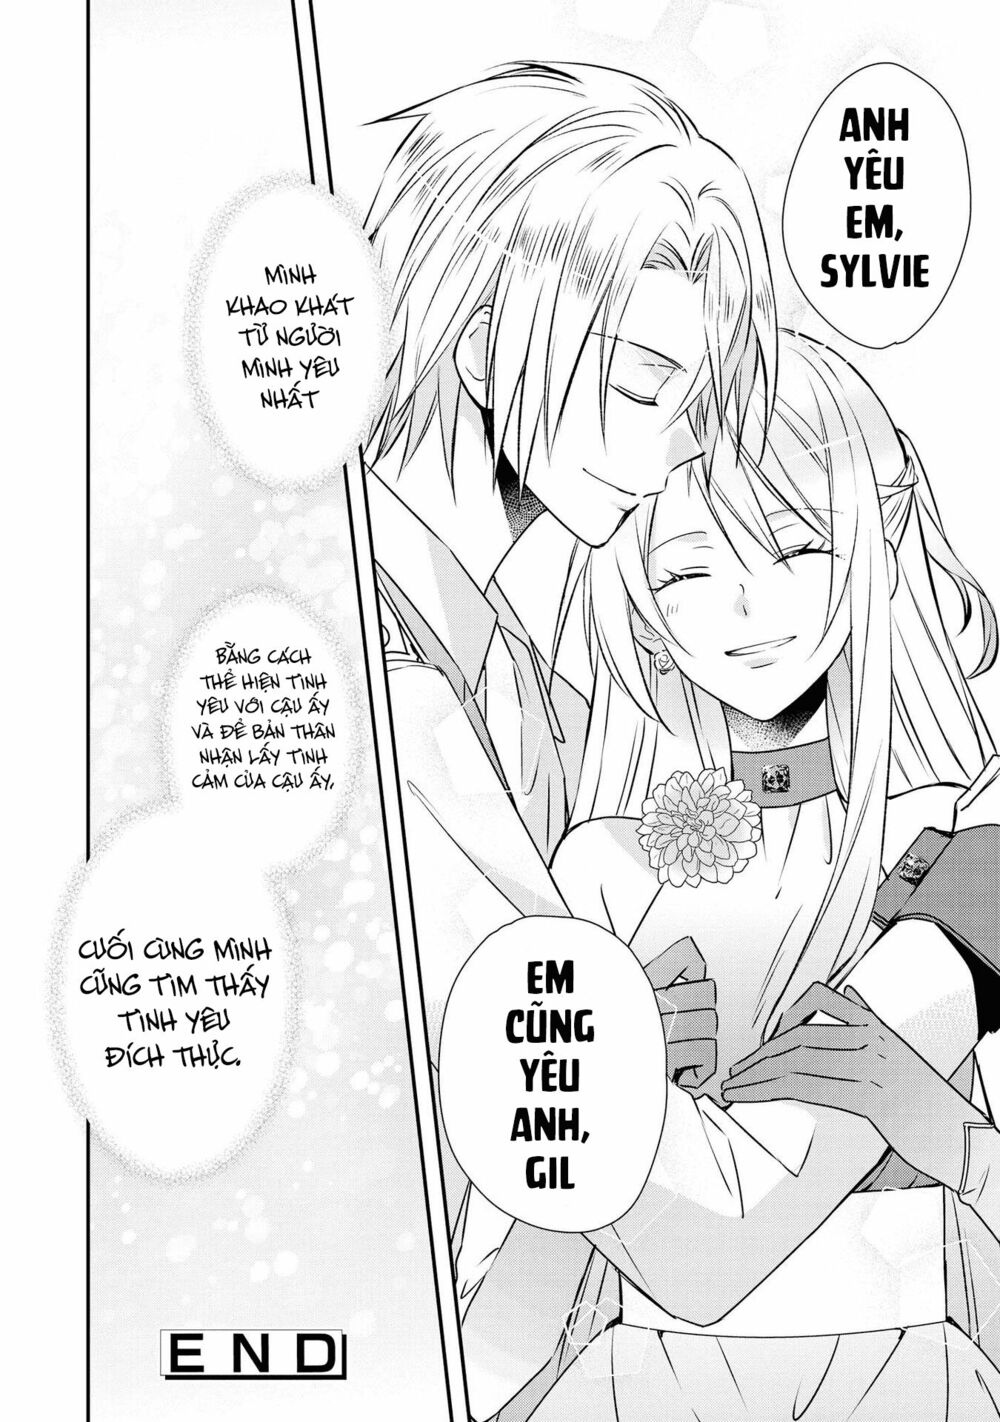 ANH
YÊU
EM,
SYLVIE
EM
CŨNG
YÊU
ANH,
GIL
MÌNH
KHAO KHÁT
TỪ NGƯỜI
MÌNH YÊU
NHẤT
BẰNG CÁCH
THỂ HIỆN TÌNH
YÊU VỚI CẬU ẤY
VÀ ĐỂ BẢN THÂN
NHẬN LẤY TÌNH
CẢM CỦA CẬU ẤY,
CUỐI CÙNG MÌNH
CŨNG TÌM THẤY
TÌNH YÊU
ĐÍCH THỰC.
END